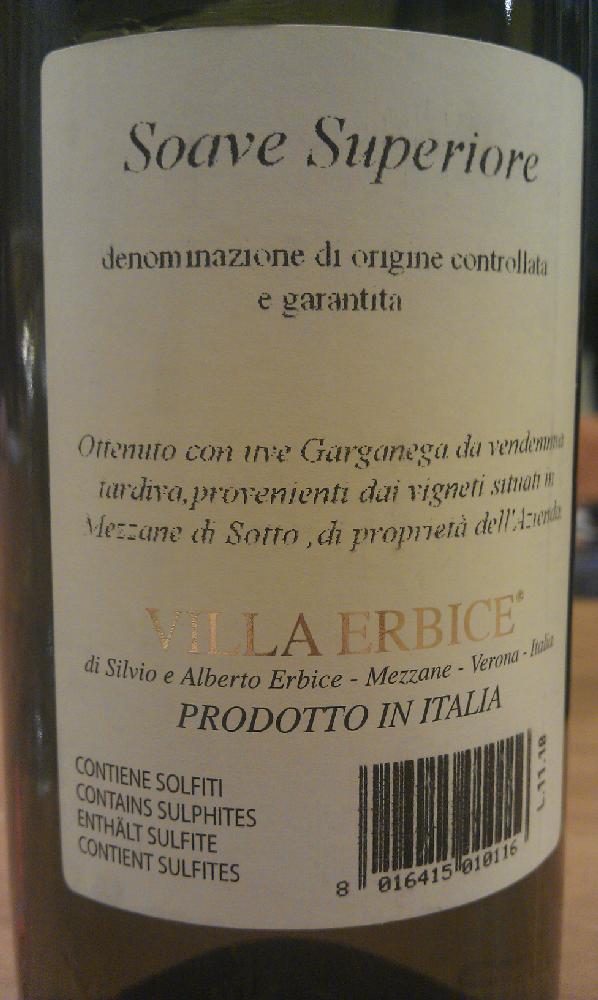 Soave Superiore
denominazione di origine controllata
e garantita
Ottenuto con uve Garganega da vendemmia
tardiva, provenienti dai vigneti situati in
Mezzane di Sotto , di proprietà dell'Azienda
VILLA ERBICE®
di Silvio e Alberto Erbice - Mezzane - Verona - Italia
PRODOTTO IN ITALIA
CONTIENE SOLFITI
CONTAINS SULPHITES
ENTHÄLT SULFITE
CONTIENT SULFITES
8 016415 010116
L.11.18